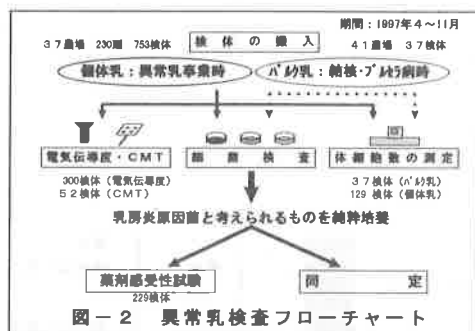 期間：1997年４～11月
３７農場 230頭 753検体
検体の搬入
４１農場 ３７検体
個体乳：異常乳事業時
ﾊﾞﾙｸ乳：結検･ﾌﾞﾙｾﾗ病時
電気伝導度・ＣＭＴ
細菌検査
体細胞数の測定
300検体（電気伝導度）
５２検体（CMT）
３７検体（ﾊﾞﾙｸ乳）
129 検体（個体乳）
乳房炎原因菌と考えられるものを純粋培養
薬剤感受性試験
229検体
同定
図－２ 異常乳検査フローチャート